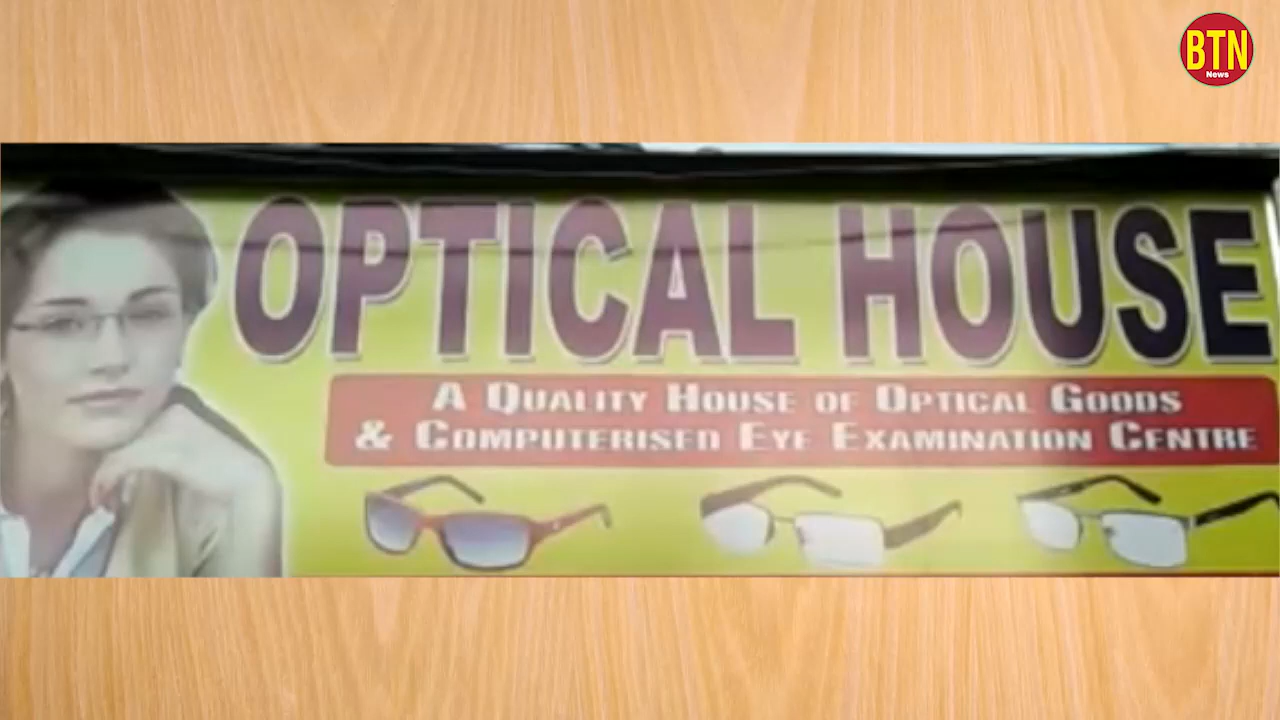 BTN
News
OPTICAL HOUSE
A QUALITY HOUSE OF OPTICAL GOODS
& COMPUTERISED EYE EXAMINATION CENTRE